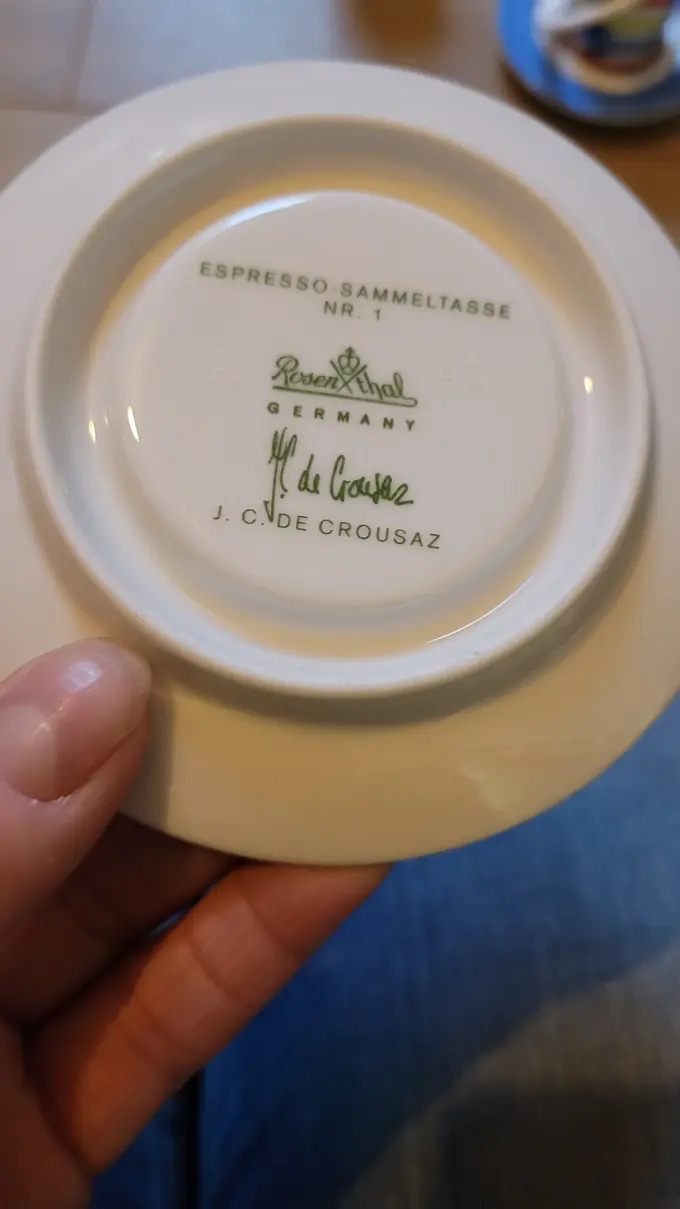 ESPRESSO-SAMMELTASSE
NR. 1
Rosenthal
GERMANY
J.C. de Crousaz
J. C. DE CROUSAZ